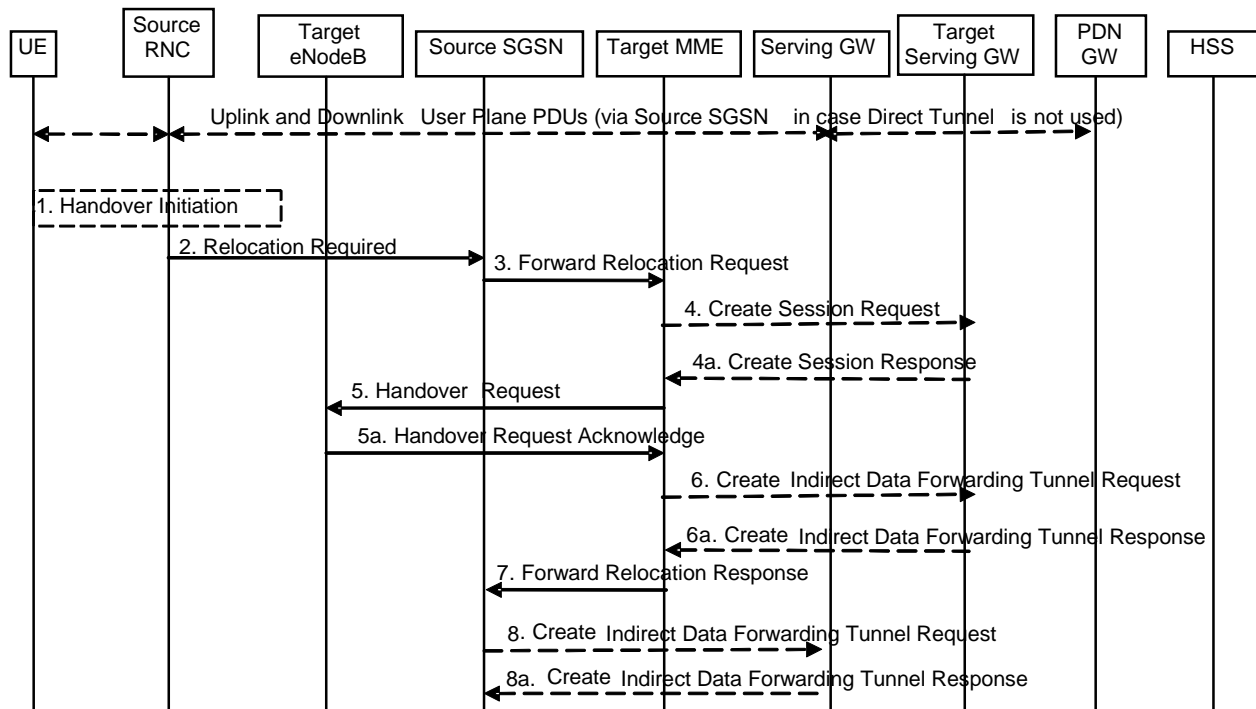 UE
Source
RNC
Target
eNodeB
Source SGSN
Target MME
Serving GW
Target
Serving GW
PDN
GW
HSS
Uplink and Downlink User Plane PDUs (via Source SGSN in case Direct Tunnel is not used)
1. Handover Initiation
2. Relocation Required
3. Forward Relocation Request
4. Create Session Request
4a. Create Session Response
5. Handover Request
5a. Handover Request Acknowledge
6. Create Indirect Data Forwarding Tunnel Request
6a. Create Indirect Data Forwarding Tunnel Response
7. Forward Relocation Response
8. Create Indirect Data Forwarding Tunnel Request
8a. Create Indirect Data Forwarding Tunnel Response